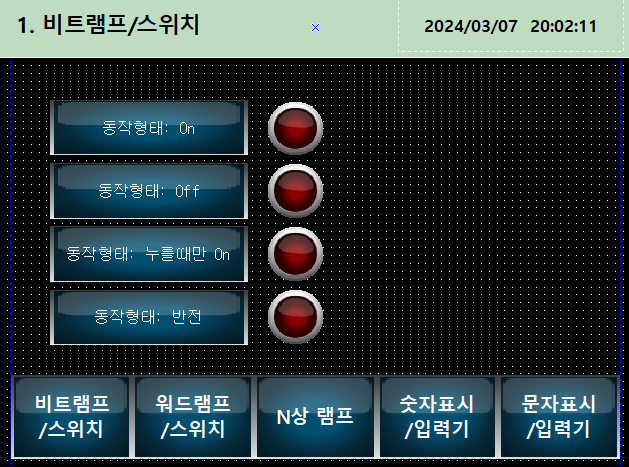 1. 비트램프/스위치
2024/03/07 20:02:11
동작형태: On
동작형태: Off
동작형태: 누를때만 On
동작형태: 반전
비트램프
/스위치
워드램프
/스위치
N상 램프
숫자표시
/입력기
문자표시
/입력기